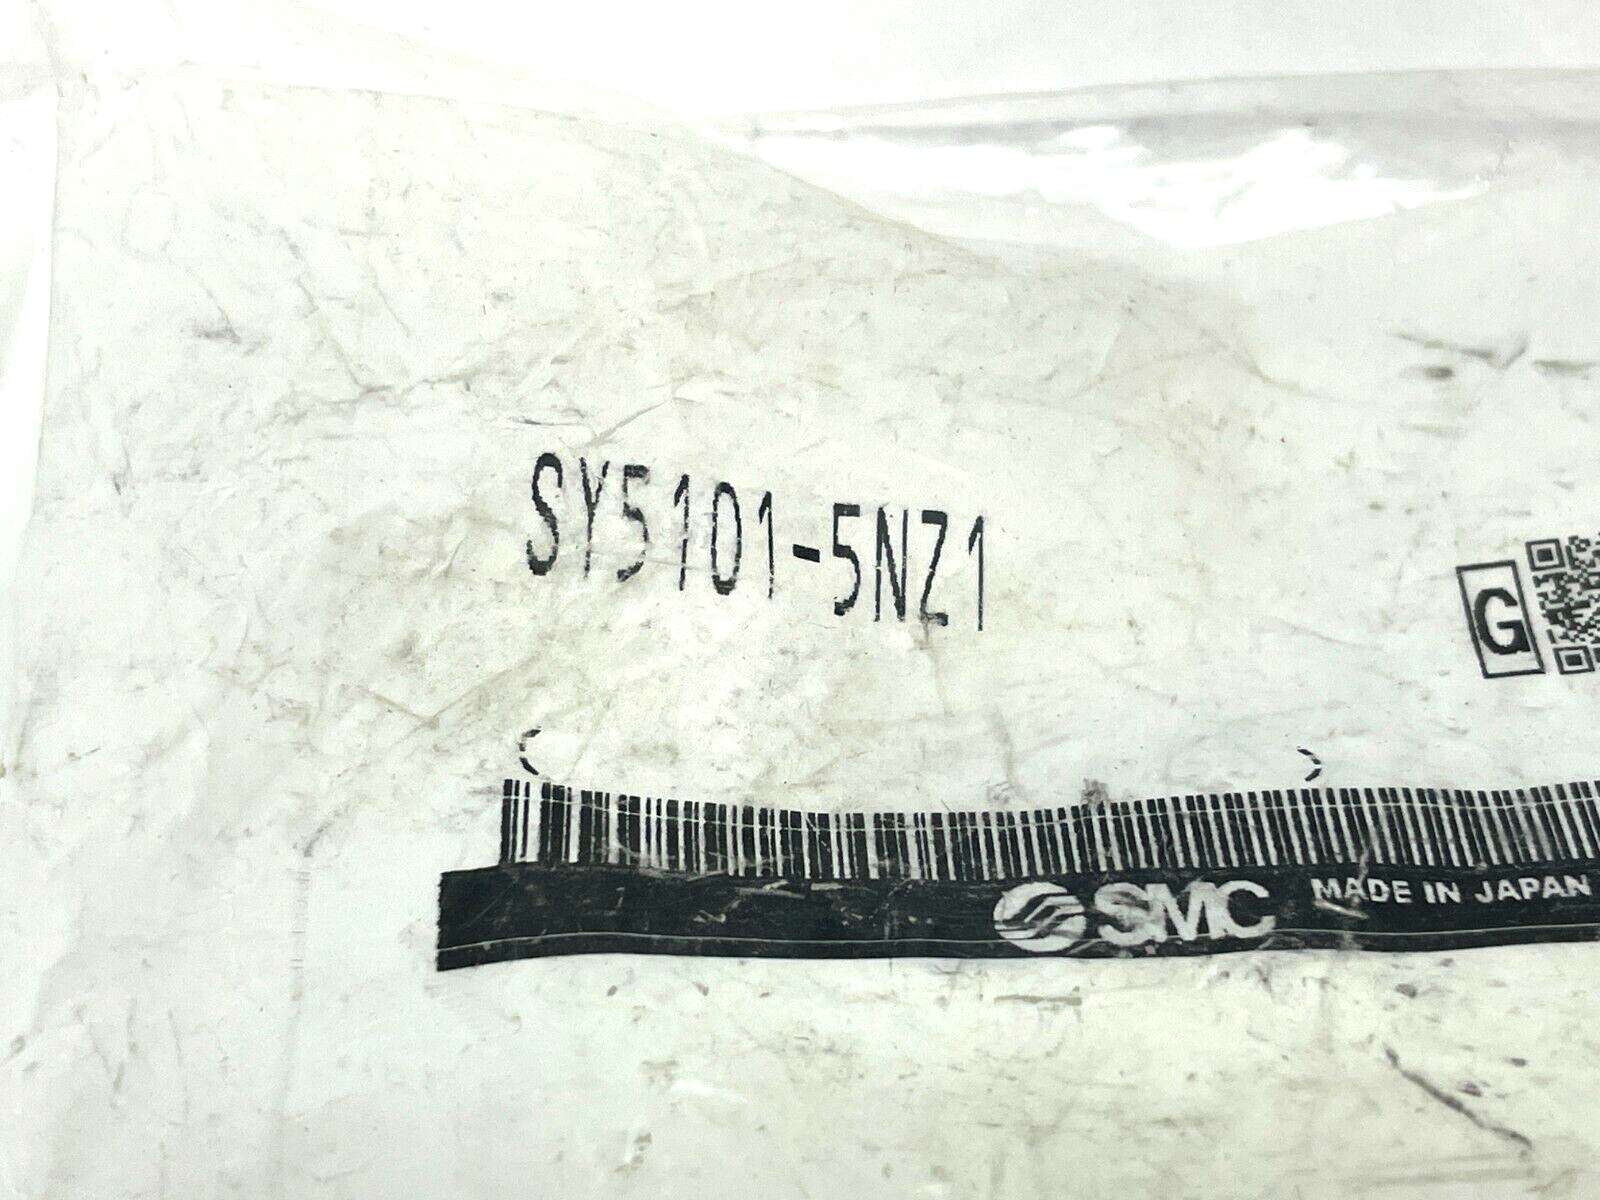 SY5101-5NZ1
G
( )
SMC MADE IN JAPAN